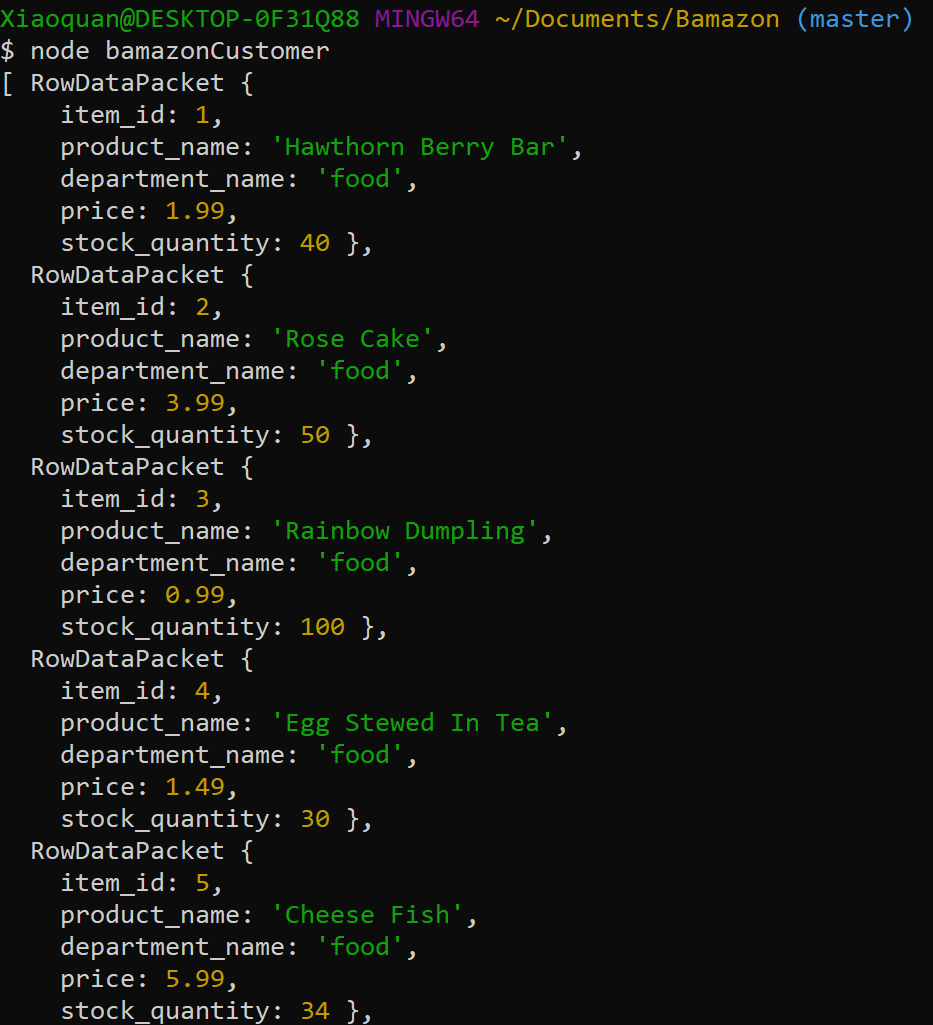 Xiaoquan@DESKTOP-0F31Q88 MINGW64 ~/Documents/Bamazon (master)
$ node bamazonCustomer
[ RowDataPacket {
    item_id: 1,
    product_name: 'Hawthorn Berry Bar',
    department_name: 'food',
    price: 1.99,
    stock_quantity: 40 },
  RowDataPacket {
    item_id: 2,
    product_name: 'Rose Cake',
    department_name: 'food',
    price: 3.99,
    stock_quantity: 50 },
  RowDataPacket {
    item_id: 3,
    product_name: 'Rainbow Dumpling',
    department_name: 'food',
    price: 0.99,
    stock_quantity: 100 },
  RowDataPacket {
    item_id: 4,
    product_name: 'Egg Stewed In Tea',
    department_name: 'food',
    price: 1.49,
    stock_quantity: 30 },
  RowDataPacket {
    item_id: 5,
    product_name: 'Cheese Fish',
    department_name: 'food',
    price: 5.99,
    stock_quantity: 34 },